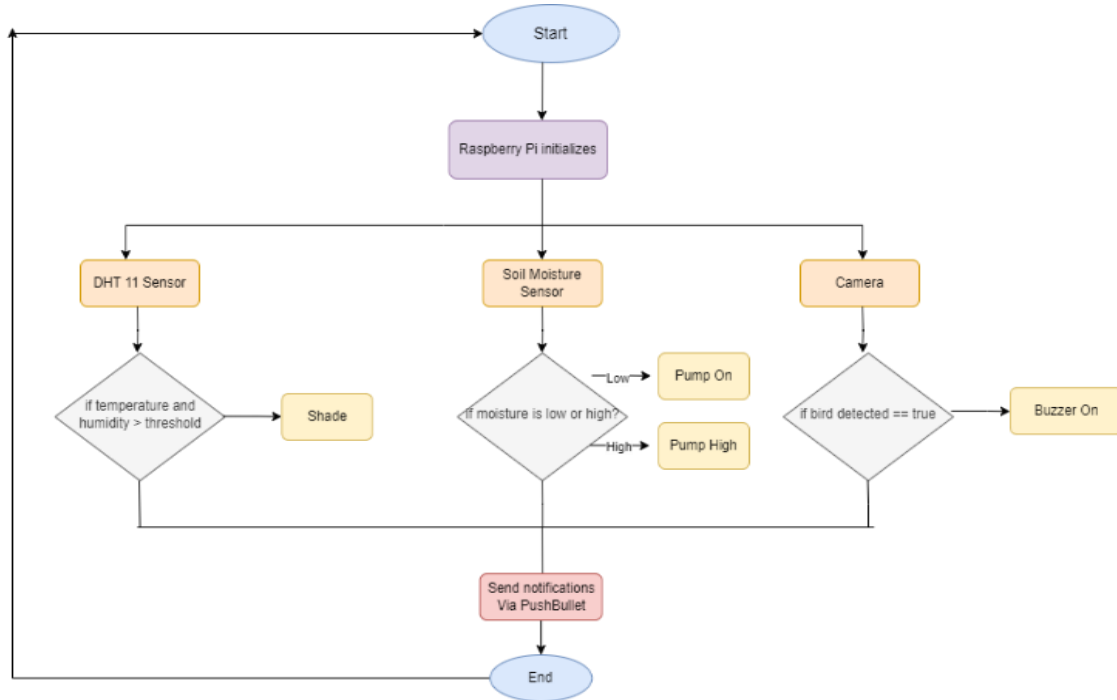 Start
Raspberry Pi initializes
DHT 11 Sensor
Soil Moisture
Sensor
Camera
if temperature and
humidity > threshold
Shade
If moisture is low or high?
Low
Pump On
High
Pump High
if bird detected == true
Buzzer On
Send notifications
Via PushBullet
End